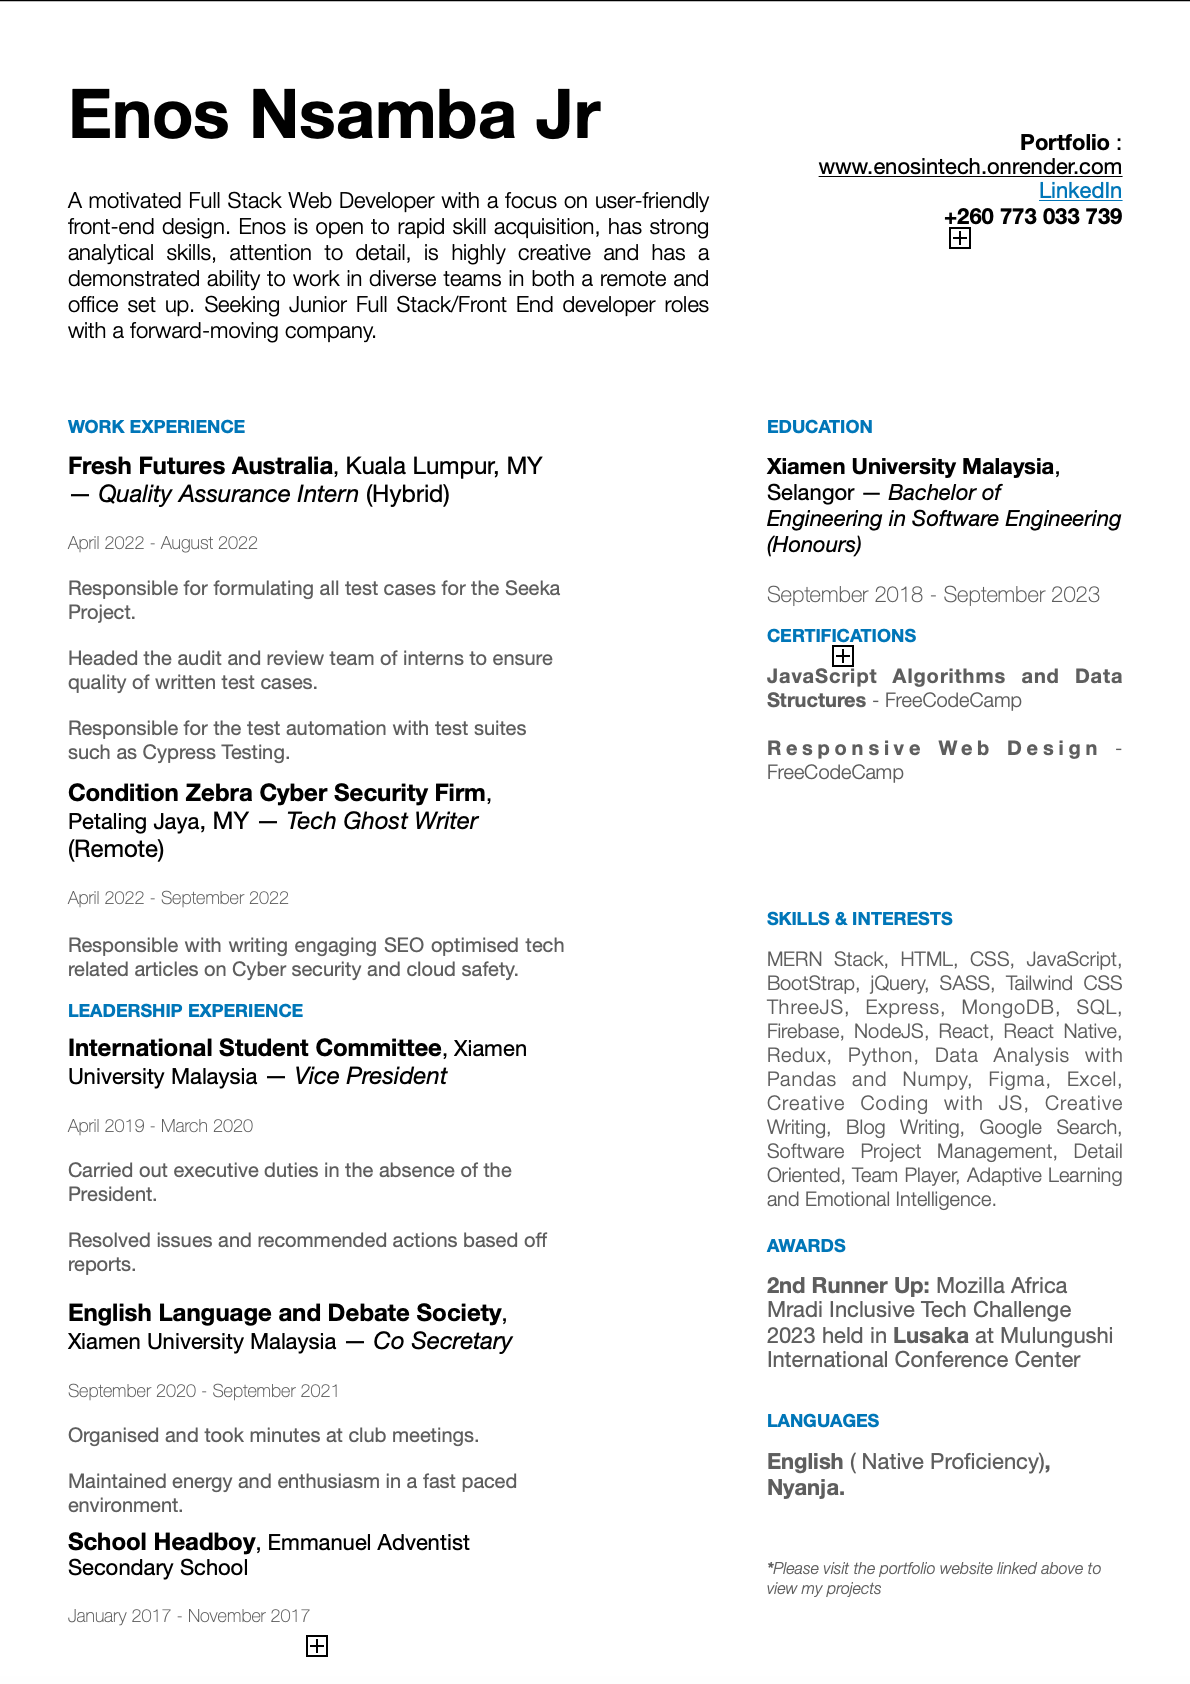 Enos Nsamba Jr
A motivated Full Stack Web Developer with a focus on user-friendly
front-end design. Enos is open to rapid skill acquisition, has strong
analytical skills, attention to detail, is highly creative and has a
demonstrated ability to work in diverse teams in both a remote and
office set up. Seeking Junior Full Stack/Front End developer roles
with a forward-moving company.
Portfolio :
www.enosintech.onrender.com
LinkedIn
+260 773 033 739
WORK EXPERIENCE
Fresh Futures Australia, Kuala Lumpur, MY
— Quality Assurance Intern (Hybrid)
April 2022 - August 2022
Responsible for formulating all test cases for the Seeka
Project.
Headed the audit and review team of interns to ensure
quality of written test cases.
Responsible for the test automation with test suites
such as Cypress Testing.
Condition Zebra Cyber Security Firm,
Petaling Jaya, MY — Tech Ghost Writer
(Remote)
April 2022 - September 2022
Responsible with writing engaging SEO optimised tech
related articles on Cyber security and cloud safety.
LEADERSHIP EXPERIENCE
International Student Committee, Xiamen
University Malaysia — Vice President
April 2019 - March 2020
Carried out executive duties in the absence of the
President.
Resolved issues and recommended actions based off
reports.
English Language and Debate Society,
Xiamen University Malaysia — Co Secretary
September 2020 - September 2021
Organised and took minutes at club meetings.
Maintained energy and enthusiasm in a fast paced
environment.
School Headboy, Emmanuel Adventist
Secondary School
January 2017 - November 2017
EDUCATION
Xiamen University Malaysia,
Selangor — Bachelor of
Engineering in Software Engineering
(Honours)
September 2018 - September 2023
CERTIFICATIONS
JavaScript Algorithms and Data
Structures - FreeCodeCamp
Responsive Web Design -
FreeCodeCamp
SKILLS & INTERESTS
MERN Stack, HTML, CSS, JavaScript,
BootStrap, jQuery, SASS, Tailwind CSS
ThreeJS, Express, MongoDB, SQL,
Firebase, NodeJS, React, React Native,
Redux, Python, Data Analysis with
Pandas and Numpy, Figma, Excel,
Creative Coding with JS, Creative
Writing, Blog Writing, Google Search,
Software Project Management, Detail
Oriented, Team Player, Adaptive Learning
and Emotional Intelligence.
AWARDS
2nd Runner Up: Mozilla Africa
Mradi Inclusive Tech Challenge
2023 held in Lusaka at Mulungushi
International Conference Center
LANGUAGES
English ( Native Proficiency),
Nyanja.
*Please visit the portfolio website linked above to
view my projects